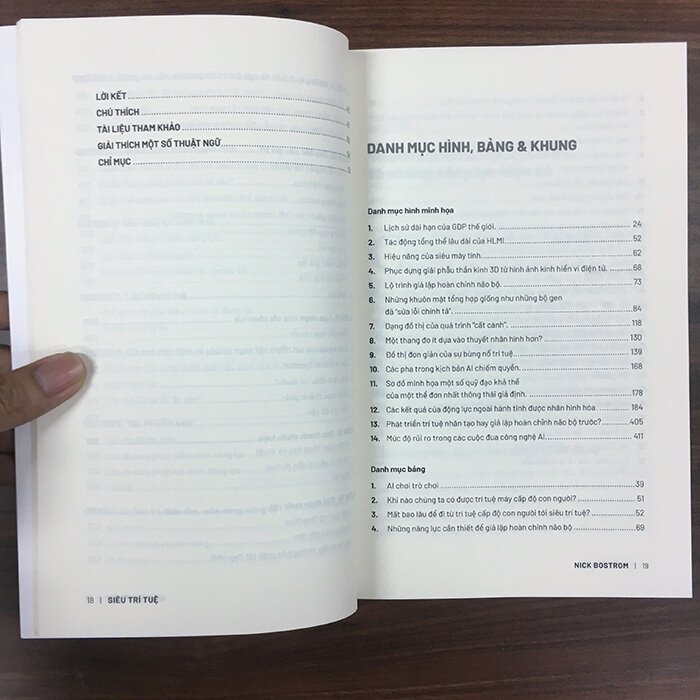 LỜI KẾT
CHÚ THÍCH
TÀI LIỆU THAM KHẢO
GIẢI THÍCH MỘT SỐ THUẬT NGỮ
CHỈ MỤC
18 | SIÊU TRÍ TUỆ
DANH MỤC HÌNH, BẢNG & KHUNG
Danh mục hình minh họa
1. Lịch sử dài hạn của GDP thế giới. 24
2. Tác động tổng thể lâu dài của HLMI. 52
3. Hiệu năng của siêu máy tính. 62
4. Phục dựng giải phẫu thần kinh 3D từ hình ảnh kính hiển vi điện tử. 68
5. Lộ trình giả lập hoàn chỉnh não bộ. 73
6. Những khuôn mặt tổng hợp giống như những bộ gen
đã "sửa lỗi chính tả". 84
7. Dạng đồ thị của quá trình "cất cánh". 118
8. Một thang đo ít dựa vào thuyết nhân hình hơn? 130
9. Đồ thị đơn giản của sự bùng nổ trí tuệ. 139
10. Các pha trong kịch bản AI chiếm quyền. 168
11. Sơ đồ minh họa một số quỹ đạo khả thể
của một thể đơn nhất thông thái giả định. 178
12. Các kết quả của động lực ngoài hành tinh được nhân hình hóa. 184
13. Phát triển trí tuệ nhân tạo hay giả lập hoàn chỉnh não bộ trước? 405
14. Mức độ rủi ro trong các cuộc đua công nghệ AI. 411
Danh mục bảng
1. AI chơi trò chơi 39
2. Khi nào chúng ta có được trí tuệ máy cấp độ con người? 51
3. Mất bao lâu để đi từ trí tuệ cấp độ con người tới siêu trí tuệ? 52
4. Những năng lực cần thiết để giả lập hoàn chỉnh não bộ 69
NICK BOSTROM | 19